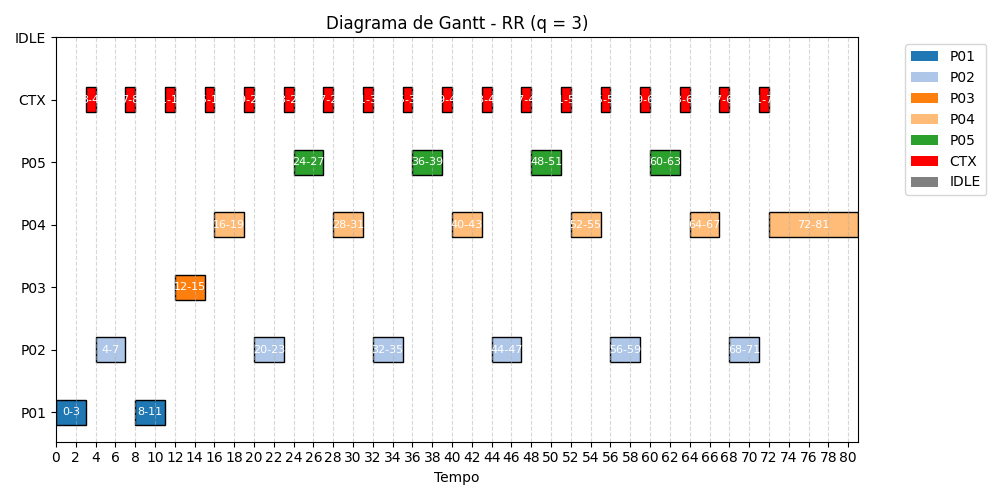 Diagrama de Gantt - RR (q = 3)
IDLE
CTX
P05
24-27 36-39 48-51 60-63
P04
16-19 28-31 40-43 52-55 64-67 72-81
P03
12-15
P02
4-7 20-23 32-35 44-47 56-59 68-71
P01
0-3 8-11
0 2 4 6 8 10 12 14 16 18 20 22 24 26 28 30 32 34 36 38 40 42 44 46 48 50 52 54 56 58 60 62 64 66 68 70 72 74 76 78 80
Tempo
P01
P02
P03
P04
P05
CTX
IDLE